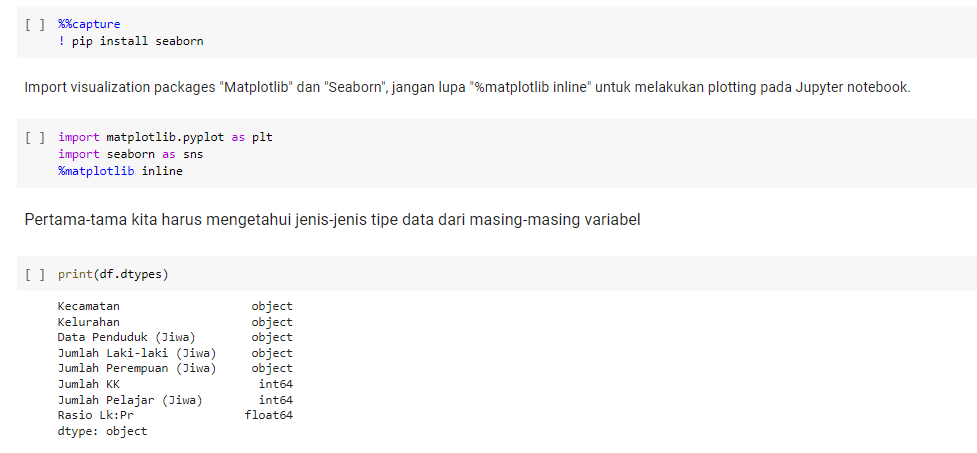 [ ] %%capture
! pip install seaborn
Import visualization packages "Matplotlib" dan "Seaborn", jangan lupa "%matplotlib inline" untuk melakukan plotting pada Jupyter notebook.
[ ] import matplotlib.pyplot as plt
import seaborn as sns
%matplotlib inline
Pertama-tama kita harus mengetahui jenis-jenis tipe data dari masing-masing variabel
[ ] print(df.dtypes)
Kecamatan object
Kelurahan object
Data Penduduk (Jiwa) object
Jumlah Laki-laki (Jiwa) object
Jumlah Perempuan (Jiwa) object
Jumlah KK int64
Jumlah Pelajar (Jiwa) int64
Rasio Lk:Pr float64
dtype: object